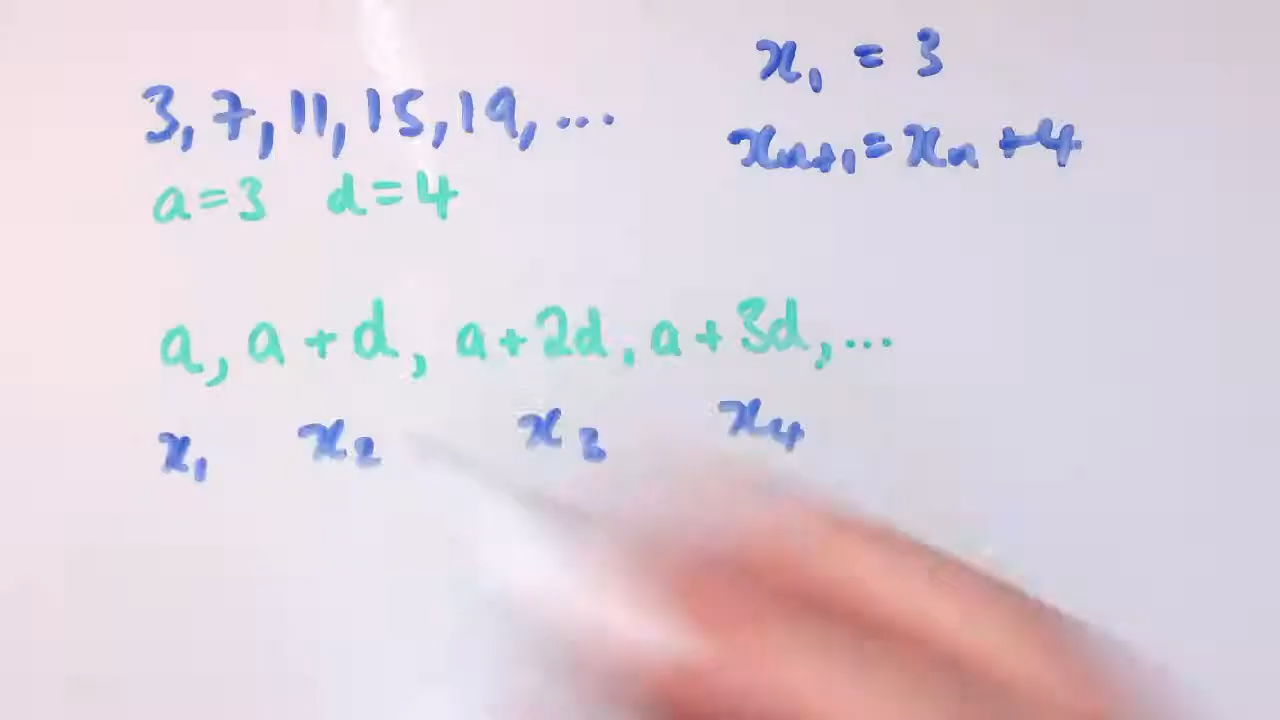 3, 7, 11, 15, 19, ...
a = 3 d = 4
x₁ = 3
xₙ₊₁ = xₙ + 4
a, a + d, a + 2d, a + 3d, ...
x₁ x₂ x₃ x₄